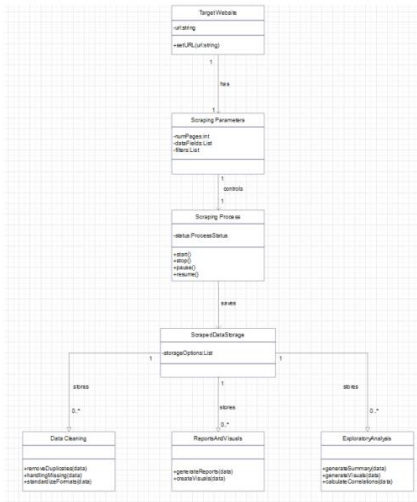 TargetWebsite
-url:string
+setURL(url:string)
1
has
1
Scraping Parameters
-numPages:int
-dataFields:List
-filters:List
1
controls
1
Scraping Process
-status:ProcessStatus
+start()
+stop()
+pause()
+resume()
saves
ScrapedDataStorage
-storageOptions:List
1 1 1
stores stores stores
0..* 0..* 0..*
Data Cleaning
+removeDuplicates(data)
+handlingMissing(data)
+standardizeFormats(data)
ReportsAndVisuals
+generateReports(data)
+createVisuals(data)
ExploratoryAnalysis
+generateSummary(data)
+generateVisuals(data)
+calculateCorrelations(data)